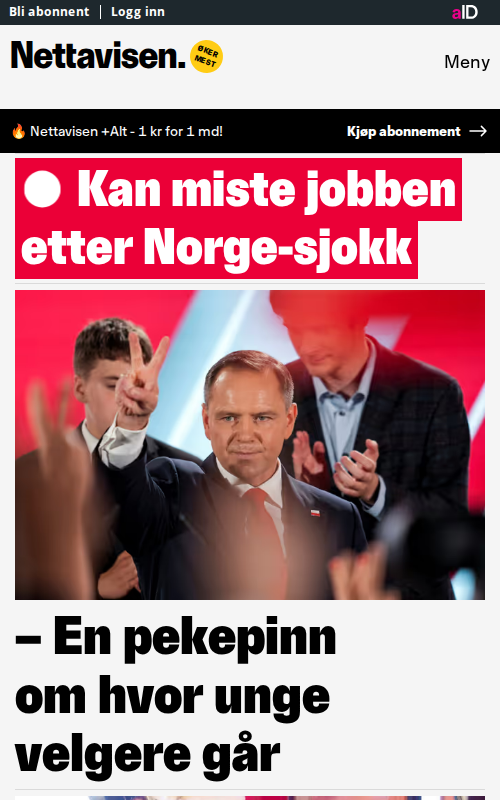 Bli abonnent | Logg inn
aID
Nettavisen.
ØKER
MEST
Meny
🔥 Nettavisen +Alt - 1 kr for 1 md!
Kjøp abonnement →
Kan miste jobben
etter Norge-sjokk
– En pekepinn
om hvor unge
velgere går